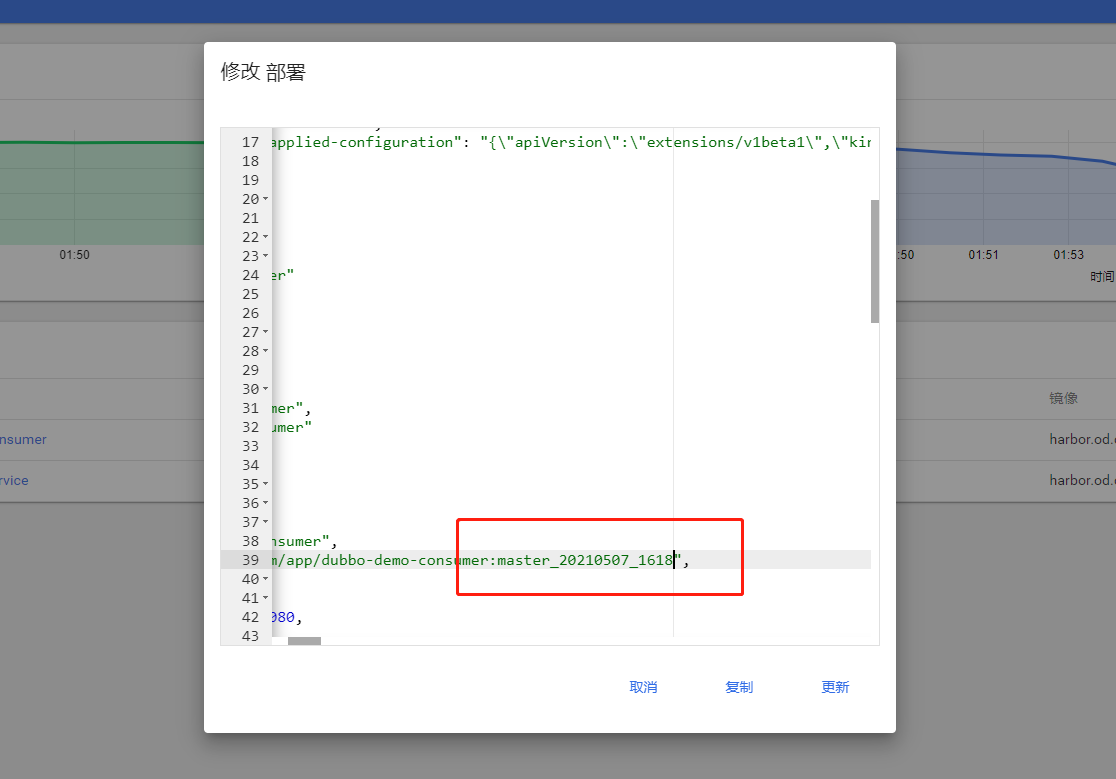 修改 部署
17 applied-configuration": "{\"apiVersion\":\"extensions/v1beta1\",\"kin
18
19
20
21
22
23
24 er"
25
26
27
28
29
30
31 mer",
32 umer"
33
34
35
36
37
38 nsumer",
39 m/app/dubbo-demo-consumer:master_20210507_1618",
40
41
42 080,
43
取消 复制 更新
01:50
:50 01:51 01:53
时间
镜像
nsumer harbor.od.
rvice harbor.od.